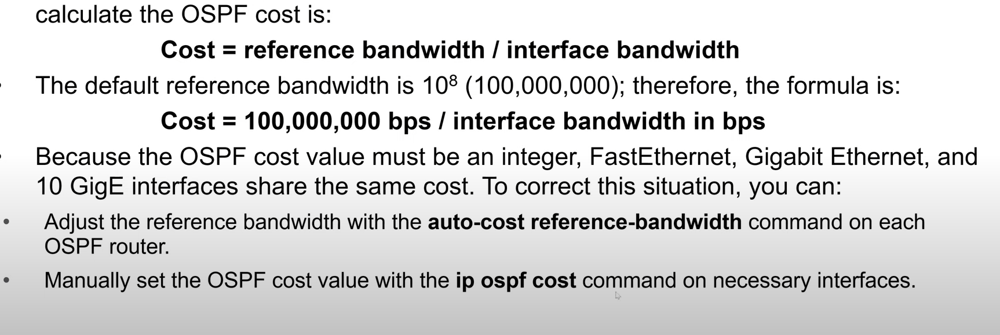 calculate the OSPF cost is:
Cost = reference bandwidth / interface bandwidth
The default reference bandwidth is 10⁸ (100,000,000); therefore, the formula is:
Cost = 100,000,000 bps / interface bandwidth in bps
Because the OSPF cost value must be an integer, FastEthernet, Gigabit Ethernet, and
10 GigE interfaces share the same cost. To correct this situation, you can:
• Adjust the reference bandwidth with the auto-cost reference-bandwidth command on each
OSPF router.
• Manually set the OSPF cost value with the ip ospf cost command on necessary interfaces.